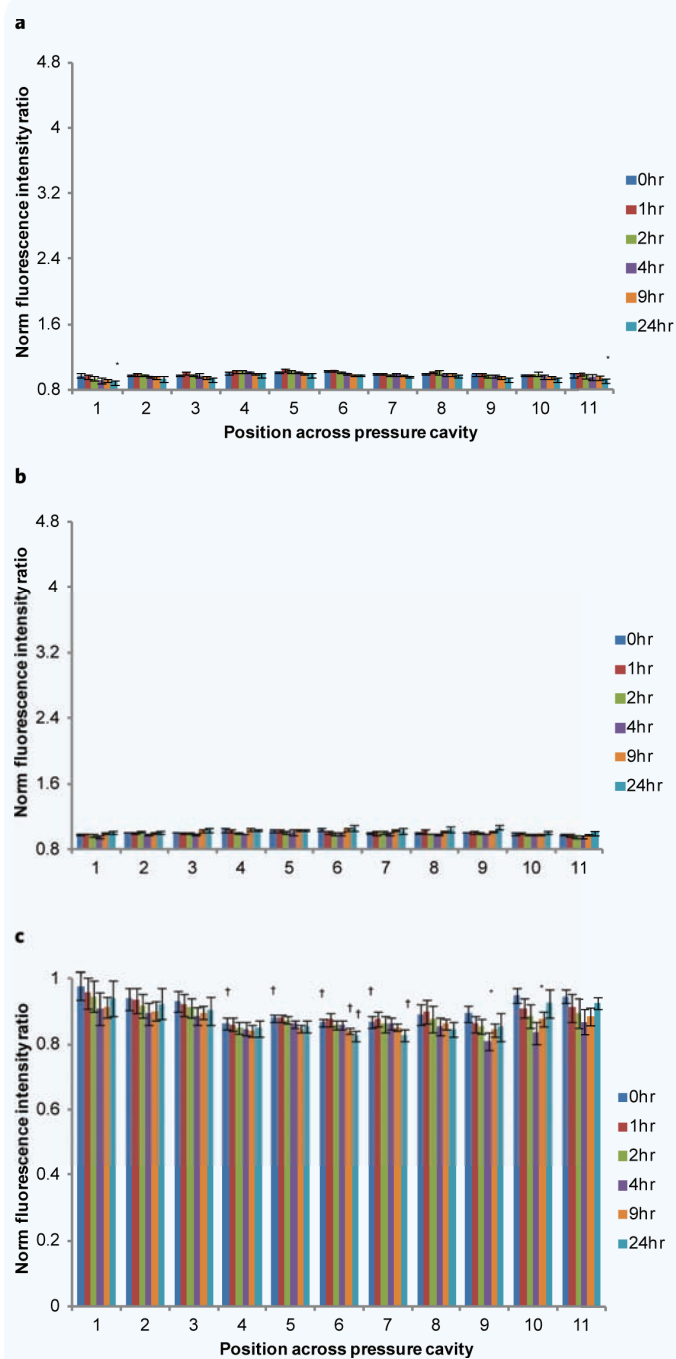 a
Norm fluorescence intensity ratio
4.8
4
3.2
2.4
1.6
0.8
*
*
1 2 3 4 5 6 7 8 9 10 11
Position across pressure cavity
0hr
1hr
2hr
4hr
9hr
24hr
b
Norm fluorescence intensity ratio
4.8
4
3.2
2.4
1.6
0.8
1 2 3 4 5 6 7 8 9 10 11
0hr
1hr
2hr
4hr
9hr
24hr
c
Norm fluorescence intensity ratio
1
0.8
0.6
0.4
0.2
0
† † † † † † † * *
1 2 3 4 5 6 7 8 9 10 11
Position across pressure cavity
0hr
1hr
2hr
4hr
9hr
24hr